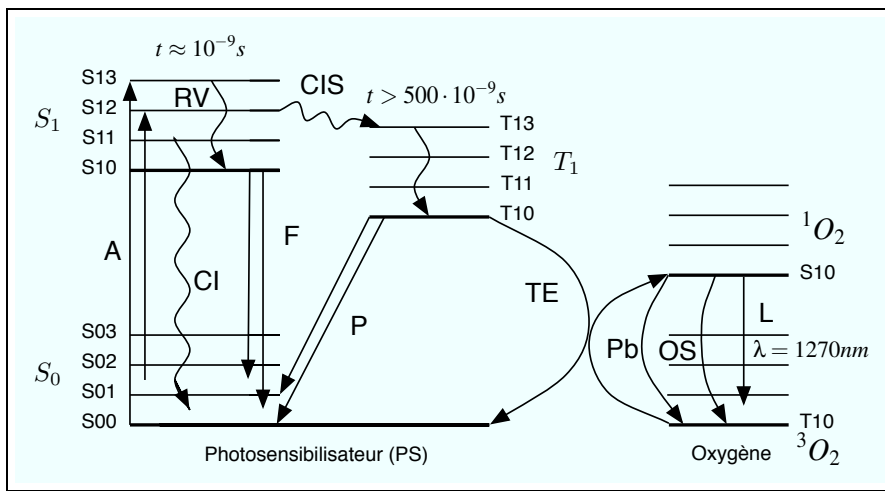 t ≈ 10⁻⁹s
S13
RV
CIS
t > 500·10⁻⁹s
S12
T13
S₁
S11
T12
T₁
S10
T11
T10
¹O₂
S10
A
F
CI
TE
P
Pb
OS
L
λ = 1270nm
S03
S02
S₀
S01
S00
T10
³O₂
Photosensibilisateur (PS)
Oxygène